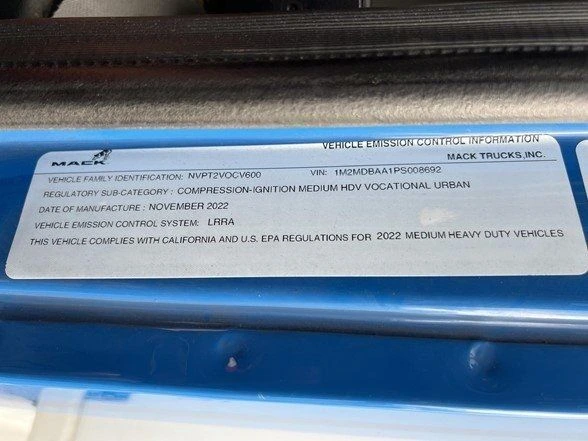 VEHICLE EMISSION CONTROL INFORMATION
MACK MACK TRUCKS, INC.
VEHICLE FAMILY IDENTIFICATION: NVPT2VOCV600 VIN: 1M2MDBAA1PS008692
REGULATORY SUB-CATEGORY : COMPRESSION-IGNITION MEDIUM HDV VOCATIONAL URBAN
DATE OF MANUFACTURE : NOVEMBER 2022
VEHICLE EMISSION CONTROL SYSTEM: LRRA
THIS VEHICLE COMPLIES WITH CALIFORNIA AND U.S. EPA REGULATIONS FOR 2022 MEDIUM HEAVY DUTY VEHICLES